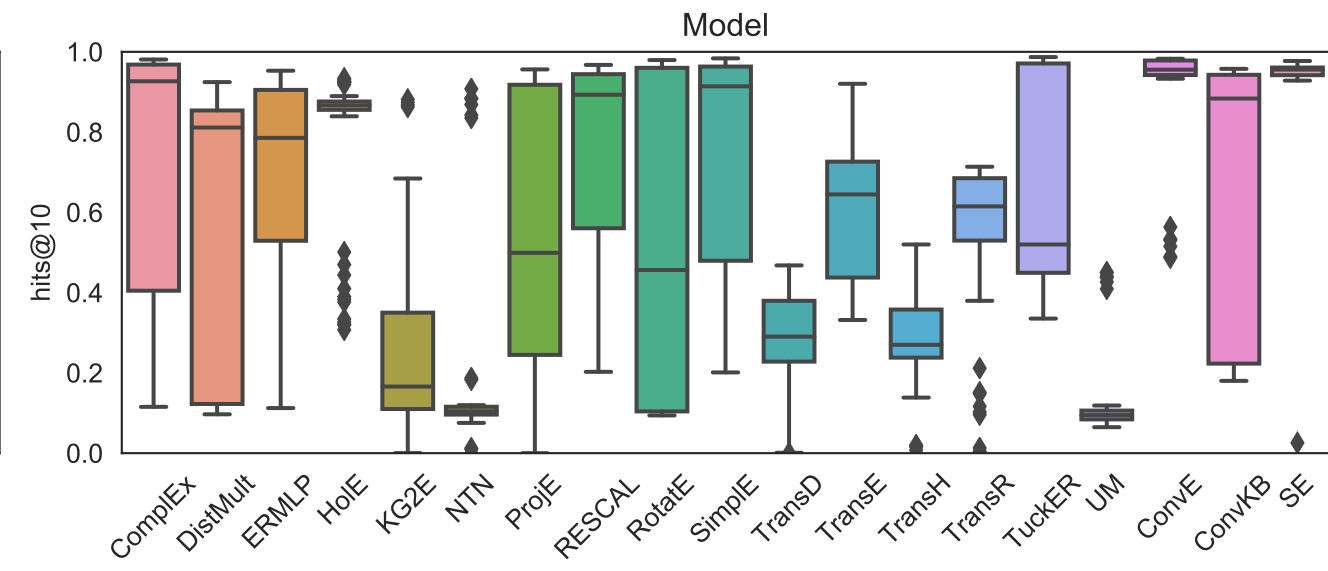 Model
hits@10
1.0
0.8
0.6
0.4
0.2
0.0
ComplEx
DistMult
ERMLP
HolE
KG2E
NTN
ProjE
RESCAL
RotatE
SimplE
TransD
TransE
TransH
TransR
TuckER
UM
ConvE
ConvKB
SE